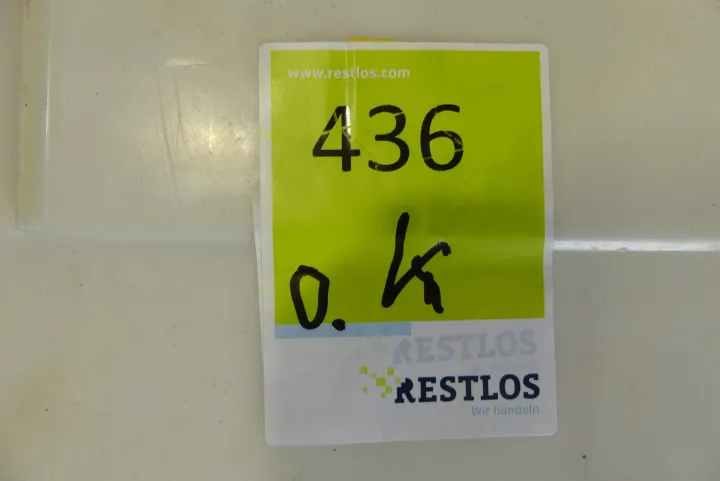 www.restlos.com
436
O. K
RESTLOS
RESTLOS
Wir handeln.